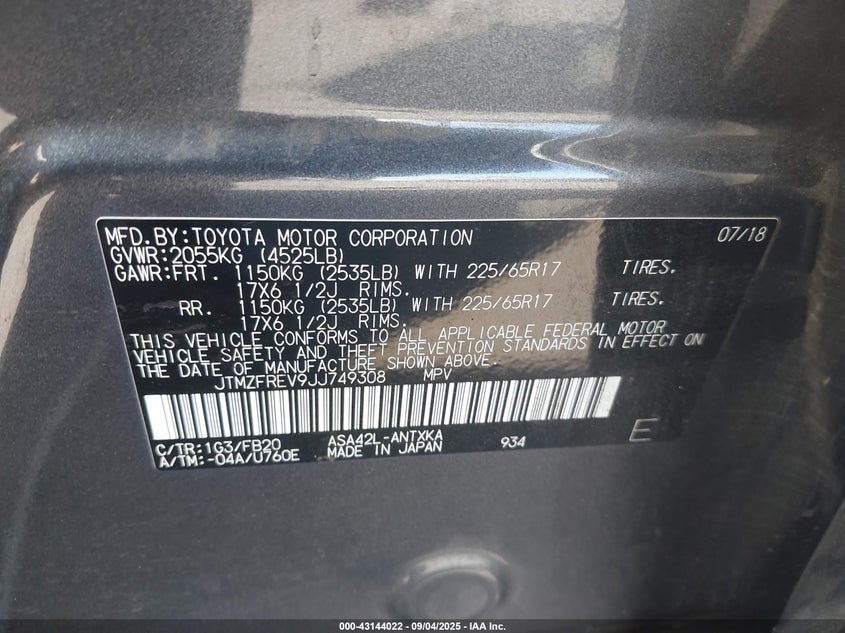 MFD.BY:TOYOTA MOTOR CORPORATION 07/18
GVWR:2055KG (4525LB)
GAWR:FRT. 1150KG (2535LB) WITH 225/65R17 TIRES.
17X6 1/2J RIMS.
RR. 1150KG (2535LB) WITH 225/65R17 TIRES.
17X6 1/2J RIMS.
THIS VEHICLE CONFORMS TO ALL APPLICABLE FEDERAL MOTOR
VEHICLE SAFETY AND THEFT PREVENTION STANDARDS IN EFFECT ON
THE DATE OF MANUFACTURE SHOWN ABOVE.
JTMZFREV9JJ749308 MPV
C/TR:1G3/FB20 ASA42L-ANTXKA 934 E
A/TM:-04A/U760E MADE IN JAPAN
000-43144022 - 09/04/2025 - IAA Inc.